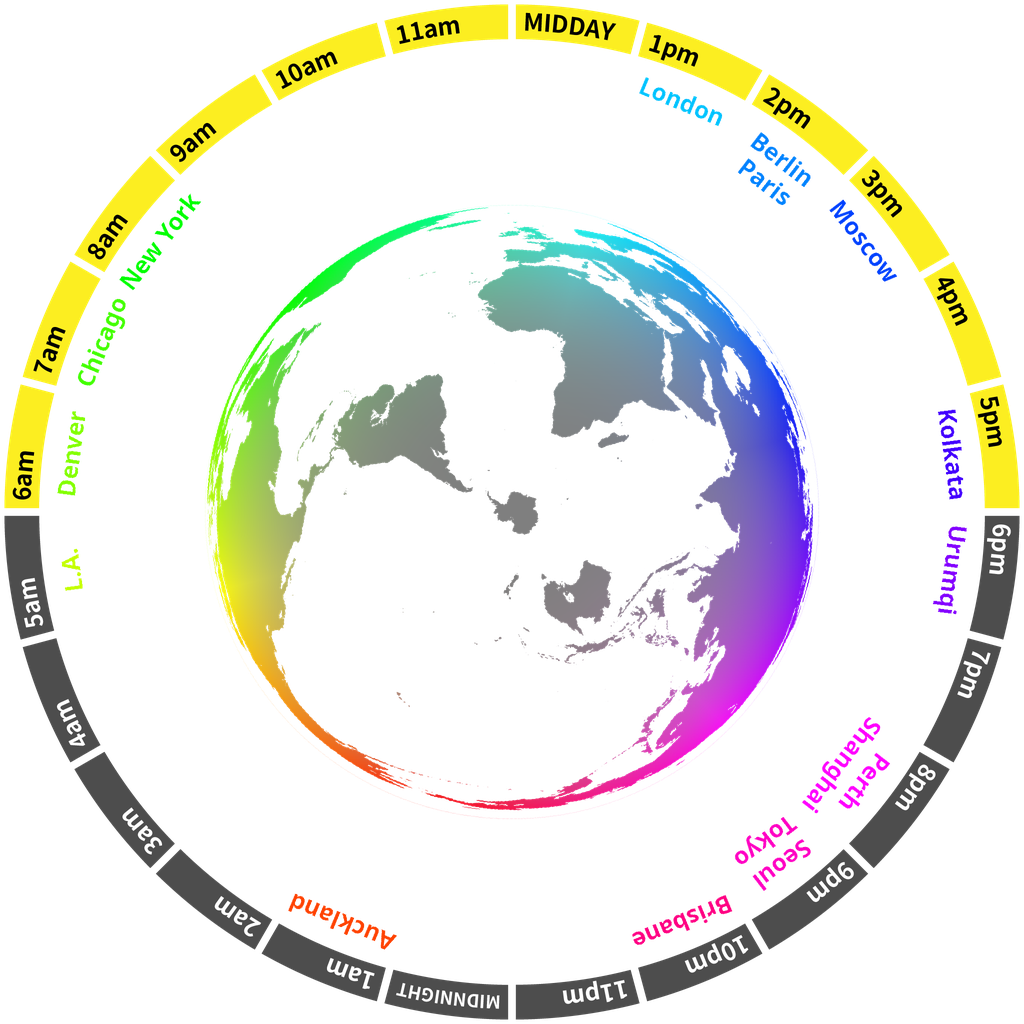 MIDDAY
1pm
2pm
3pm
4pm
5pm
6pm
7pm
8pm
9pm
10pm
11pm
MIDNNIGHT
1am
2am
3am
4am
5am
6am
7am
8am
9am
10am
11am
London
Berlin
Paris
Moscow
Kolkata
Urumqi
Perth
Shanghai
Seoul
Tokyo
Brisbane
Auckland
L.A.
Denver
Chicago
New York